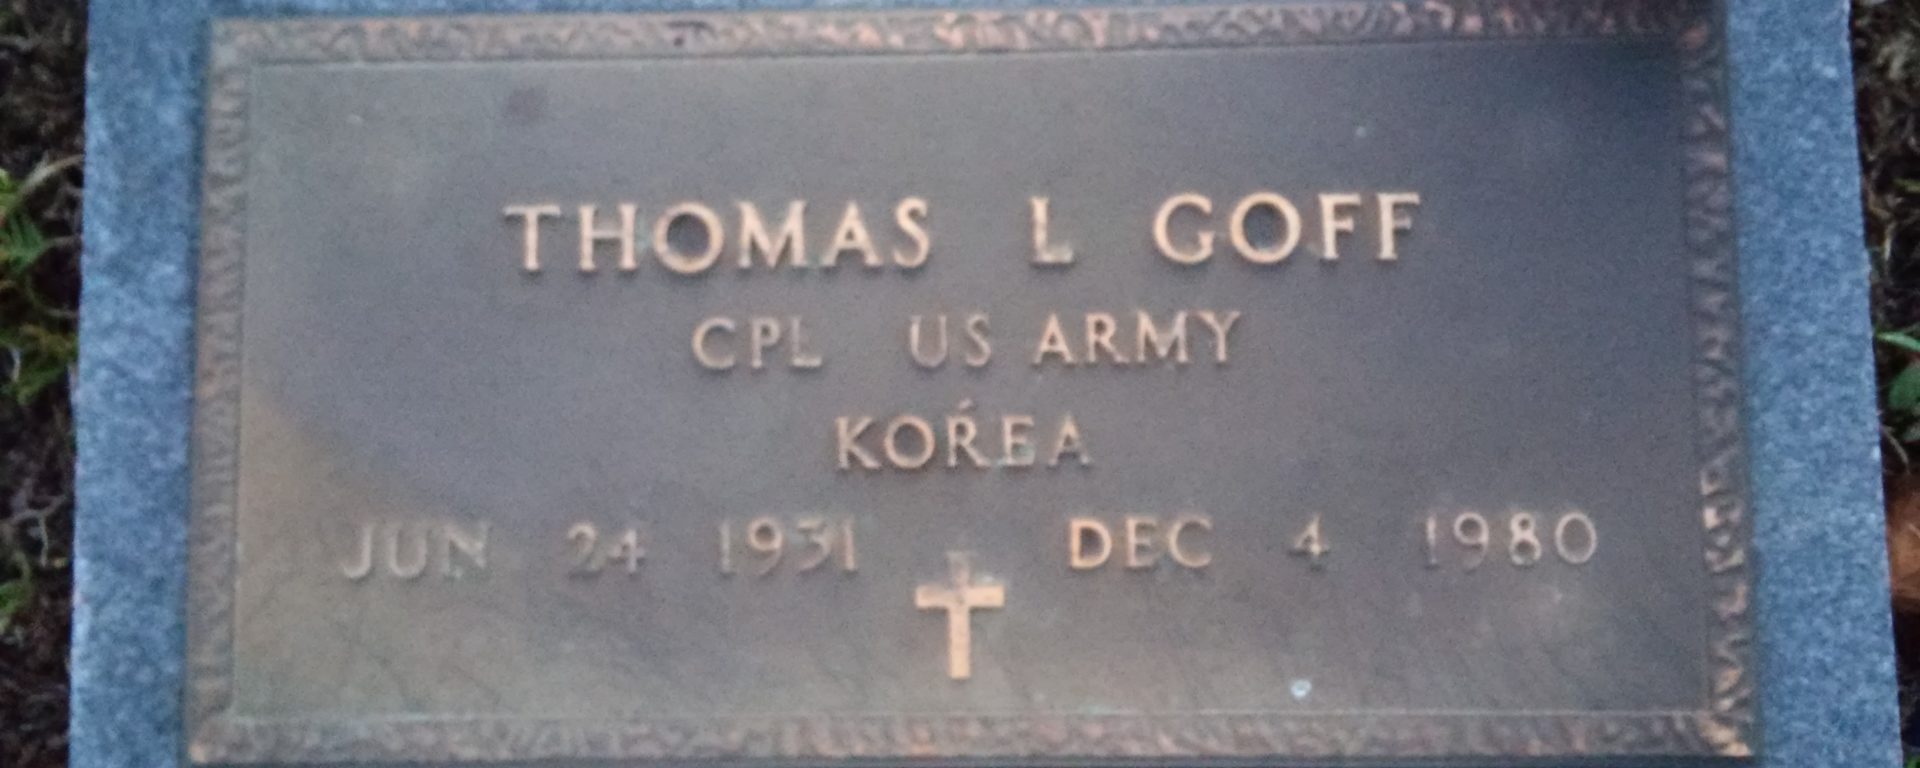 THOMAS L GOFF
CPL US ARMY
KOREA
JUN 24 1931 DEC 4 1980